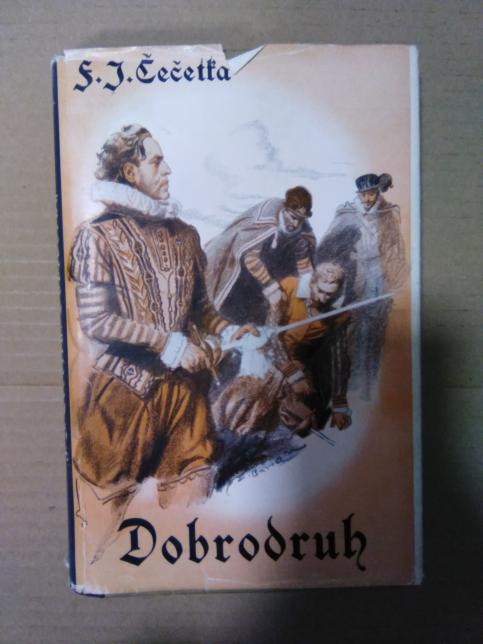 F. J. Čečetka
Dobrodruh